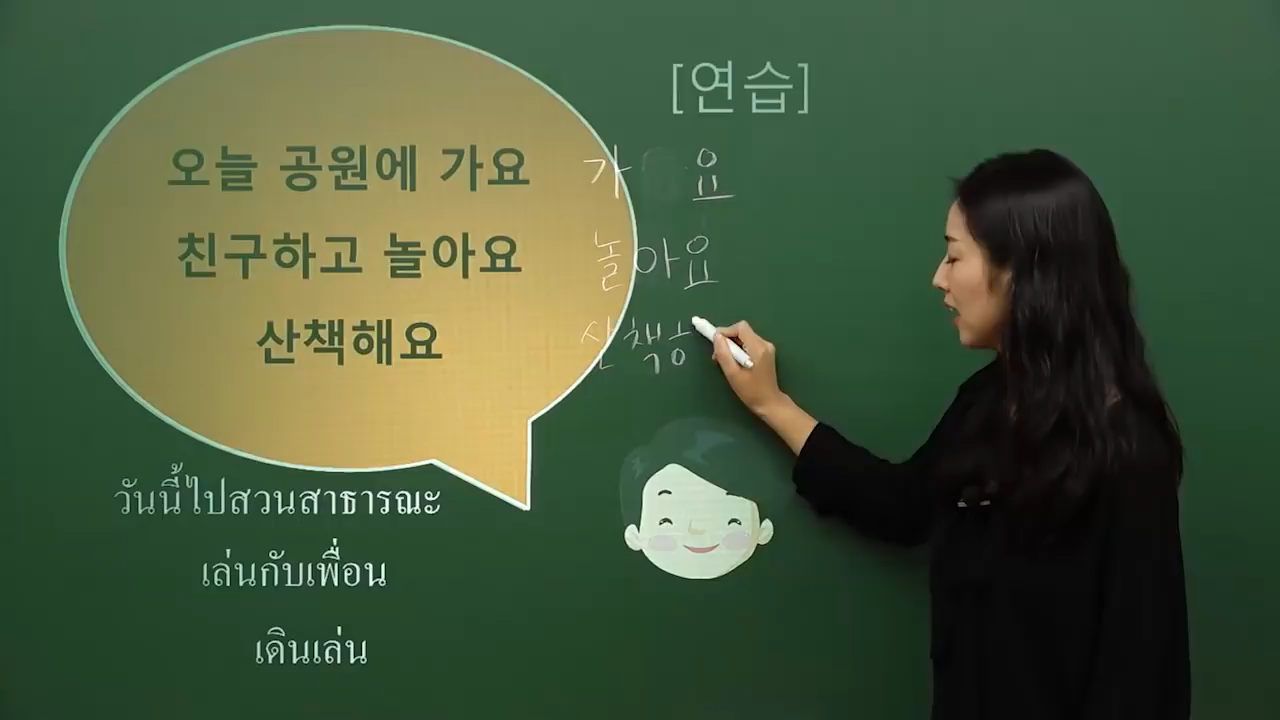 [연습]
오늘 공원에 가요
친구하고 놀아요
산책해요
가 요
놀아요
산책
วันนี้ไปสวนสาธารณะ
เล่นกับเพื่อน
เดินเล่น